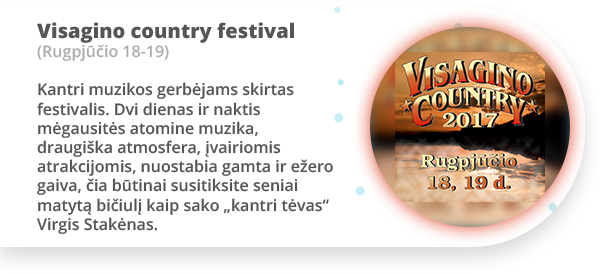 Visagino country festival
(Rugpjūčio 18-19)
Kantri muzikos gerbėjams skirtas
festivalis. Dvi dienas ir naktis
mėgausitės atomine muzika,
draugiška atmosfera, įvairiomis
atrakcijomis, nuostabia gamta ir ežero
gaiva, čia būtinai susitiksite seniai
matytą bičiulį kaip sako „kantri tėvas“
Virgis Stakėnas.
VISAGINO
COUNTRY
2017
Rugpjūčio
18, 19 d.